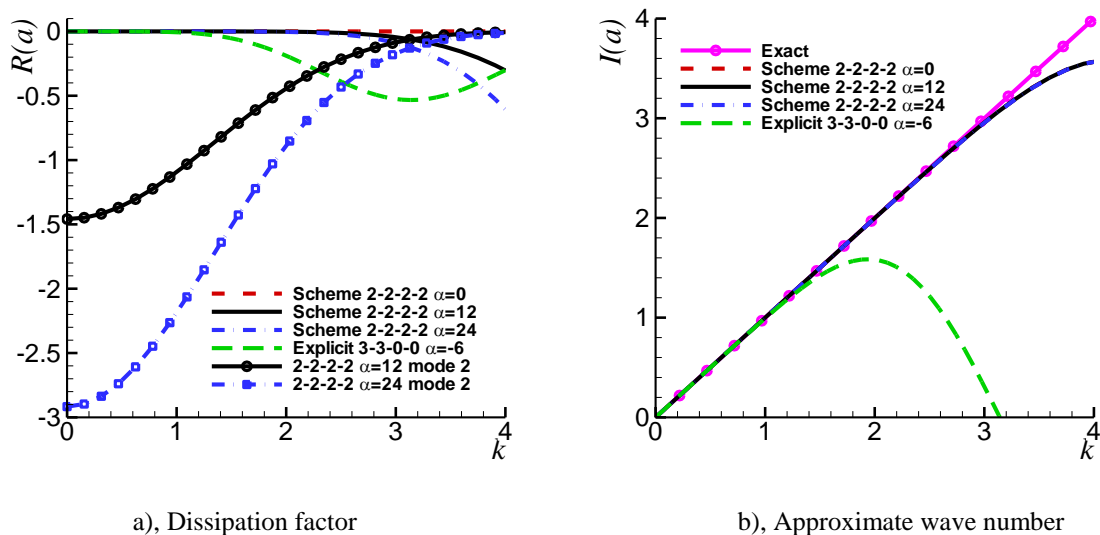 R(a)
0
-0.5
-1
-1.5
-2
-2.5
-3
0
1
2
3
4
k
Scheme 2-2-2-2 α=0
Scheme 2-2-2-2 α=12
Scheme 2-2-2-2 α=24
Explicit 3-3-0-0 α=-6
2-2-2-2 α=12 mode 2
2-2-2-2 α=24 mode 2
a), Dissipation factor
I(a)
4
3
2
1
0
0
1
2
3
4
k
Exact
Scheme 2-2-2-2 α=0
Scheme 2-2-2-2 α=12
Scheme 2-2-2-2 α=24
Explicit 3-3-0-0 α=-6
b), Approximate wave number